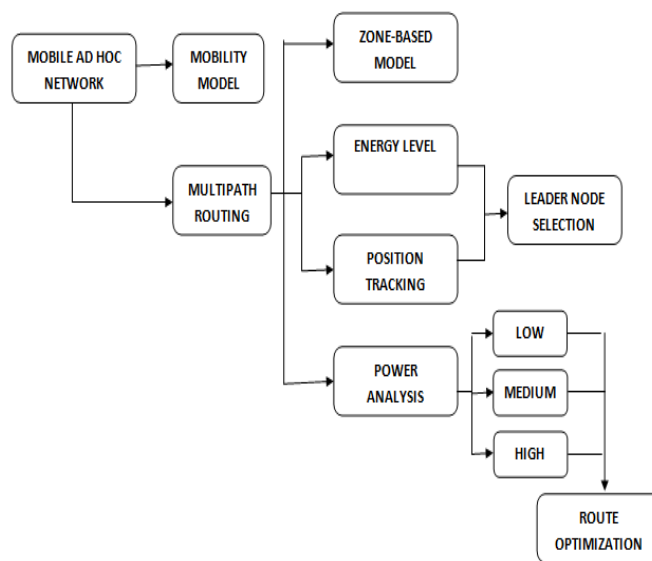 MOBILE AD HOC
NETWORK
MOBILITY
MODEL
ZONE-BASED
MODEL
MULTIPATH
ROUTING
ENERGY LEVEL
POSITION
TRACKING
LEADER NODE
SELECTION
POWER
ANALYSIS
LOW
MEDIUM
HIGH
ROUTE
OPTIMIZATION